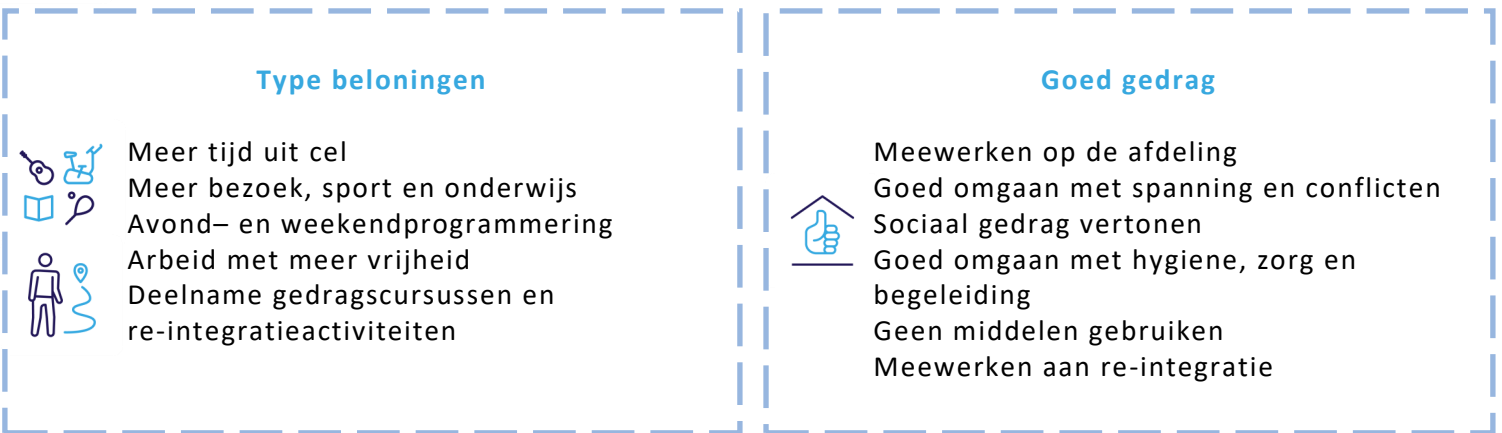 Type beloningen
Meer tijd uit cel
Meer bezoek, sport en onderwijs
Avond– en weekendprogrammering
Arbeid met meer vrijheid
Deelname gedragscursussen en
re-integratieactiviteiten
Goed gedrag
Meewerken op de afdeling
Goed omgaan met spanning en conflicten
Sociaal gedrag vertonen
Goed omgaan met hygiene, zorg en
begeleiding
Geen middelen gebruiken
Meewerken aan re-integratie